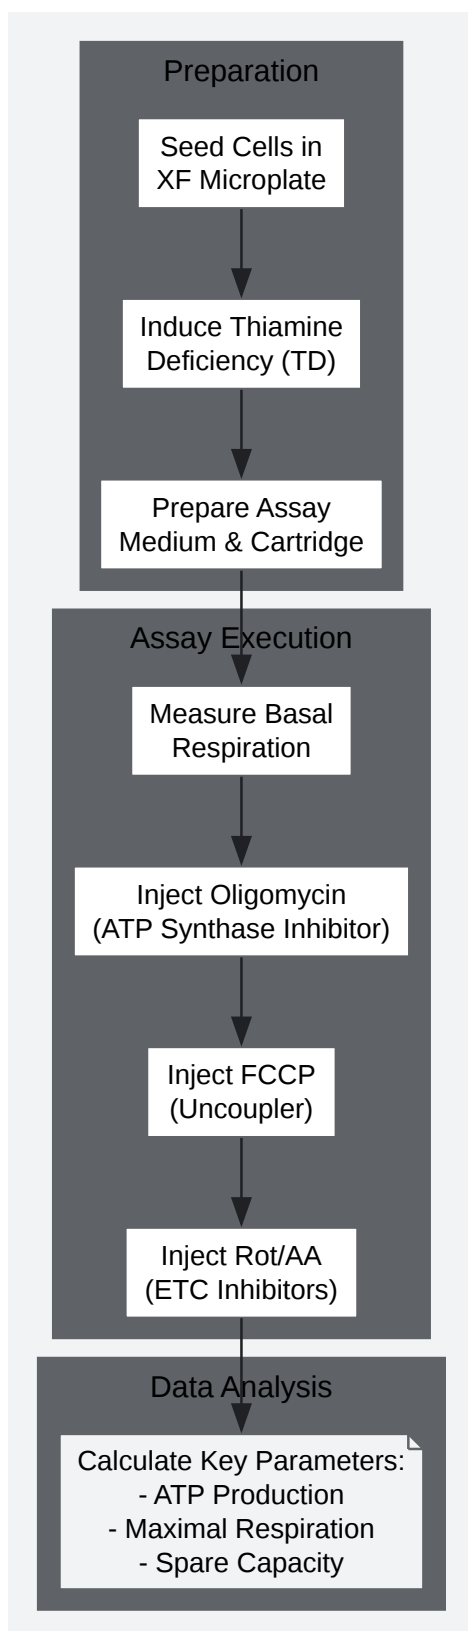 Preparation
Seed Cells in
XF Microplate
Induce Thiamine
Deficiency (TD)
Prepare Assay
Medium & Cartridge
Assay Execution
Measure Basal
Respiration
Inject Oligomycin
(ATP Synthase Inhibitor)
Inject FCCP
(Uncoupler)
Inject Rot/AA
(ETC Inhibitors)
Data Analysis
Calculate Key Parameters:
- ATP Production
- Maximal Respiration
- Spare Capacity